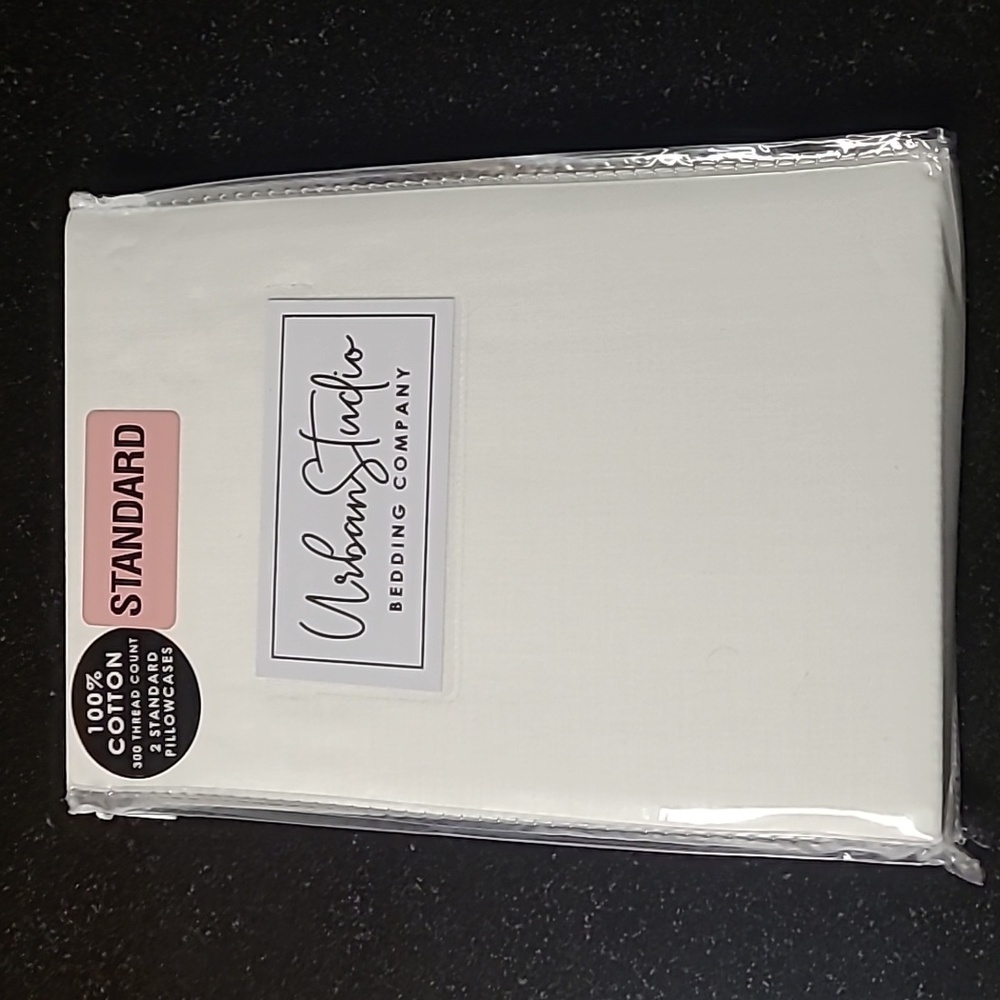 100%
COTTON
300 THREAD COUNT
2 STANDARD
PILLOWCASES
STANDARD
UrbanStudio
BEDDING COMPANY